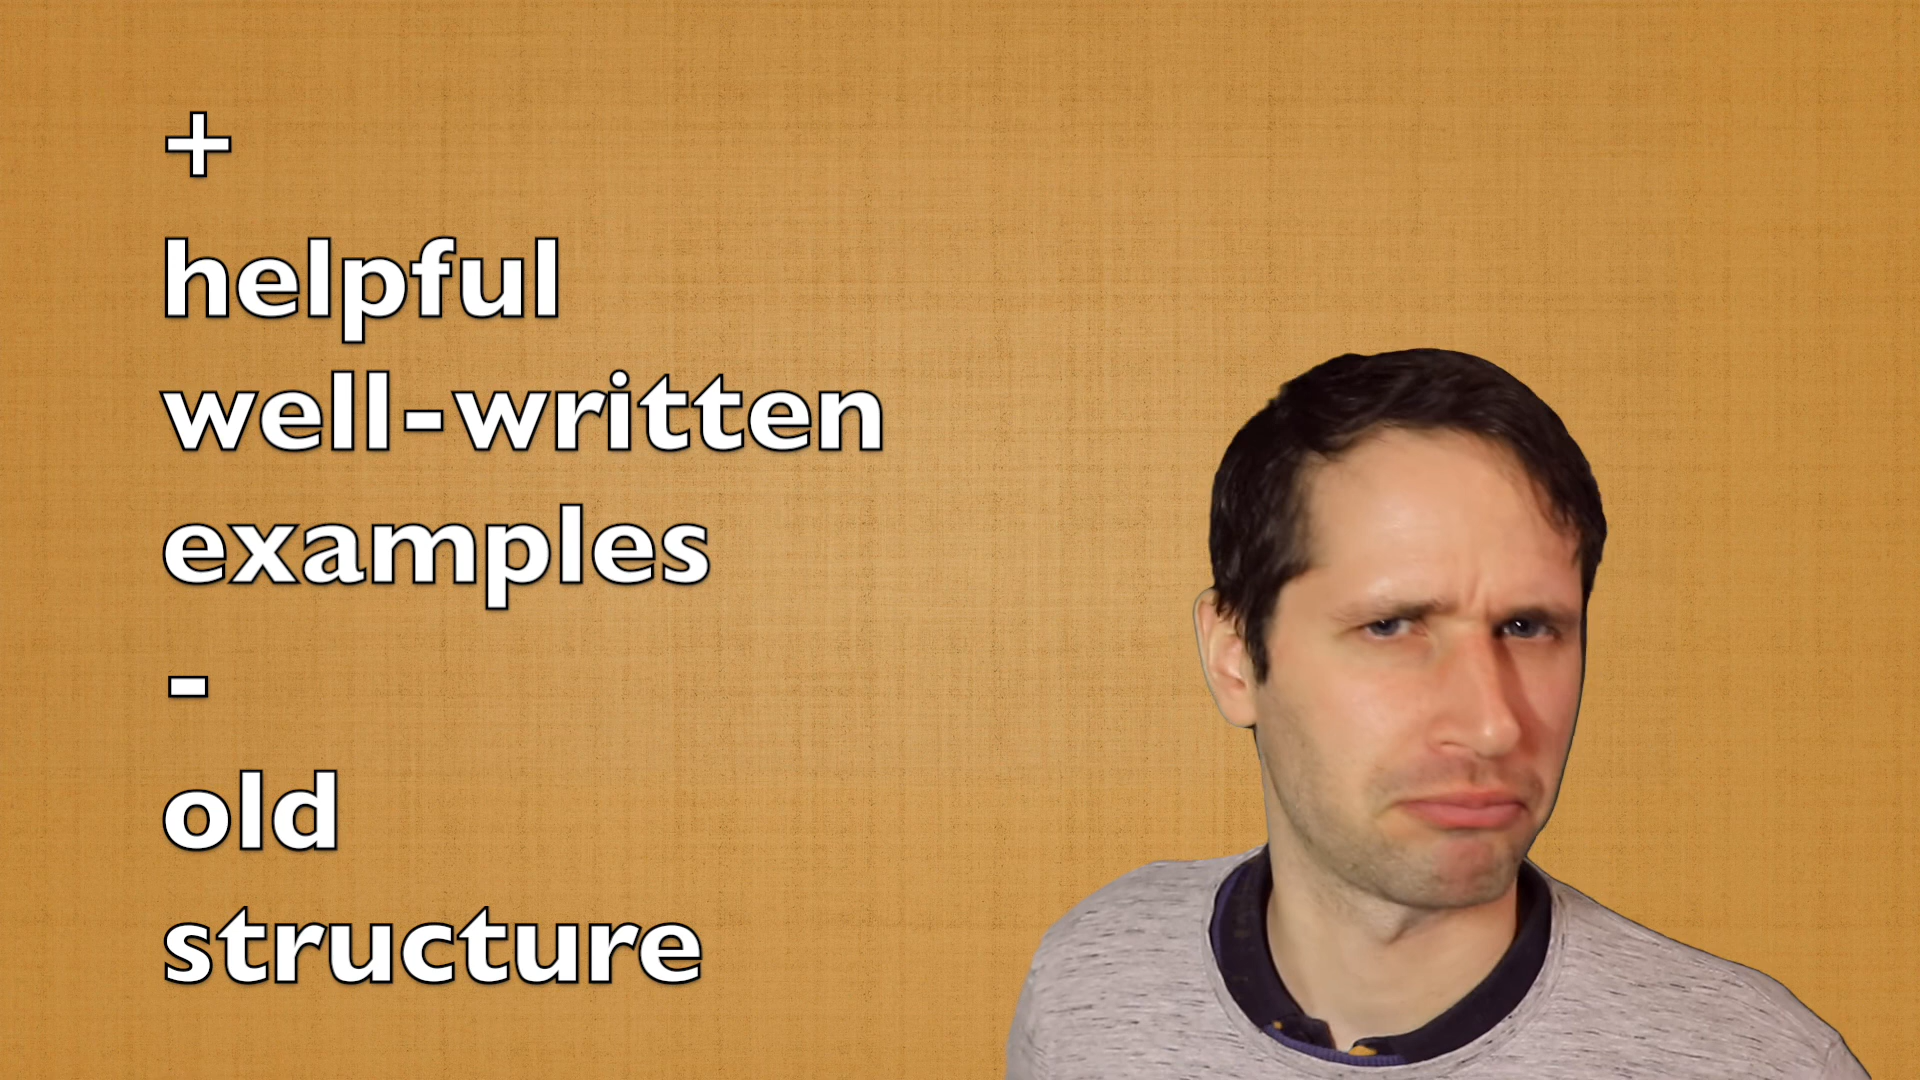 +
helpful
well-written
examples
-
old
structure